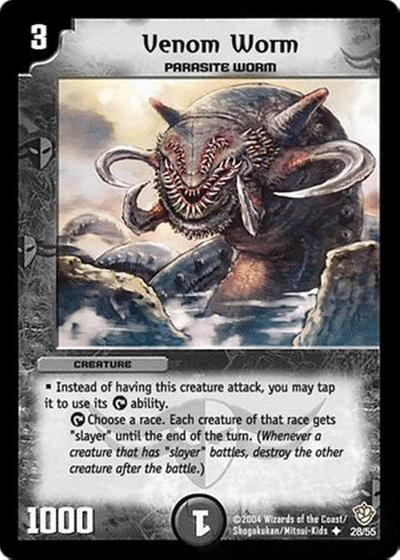 3
Venom Worm
PARASITE WORM
CREATURE
▪ Instead of having this creature attack, you may tap
it to use its ability.
Choose a race. Each creature of that race gets
"slayer" until the end of the turn. (Whenever a
creature that has "slayer" battles, destroy the other
creature after the battle.)
1000
1
©2004 Wizards of the Coast/
Shogakukan/Mitsui-Kids
28/55